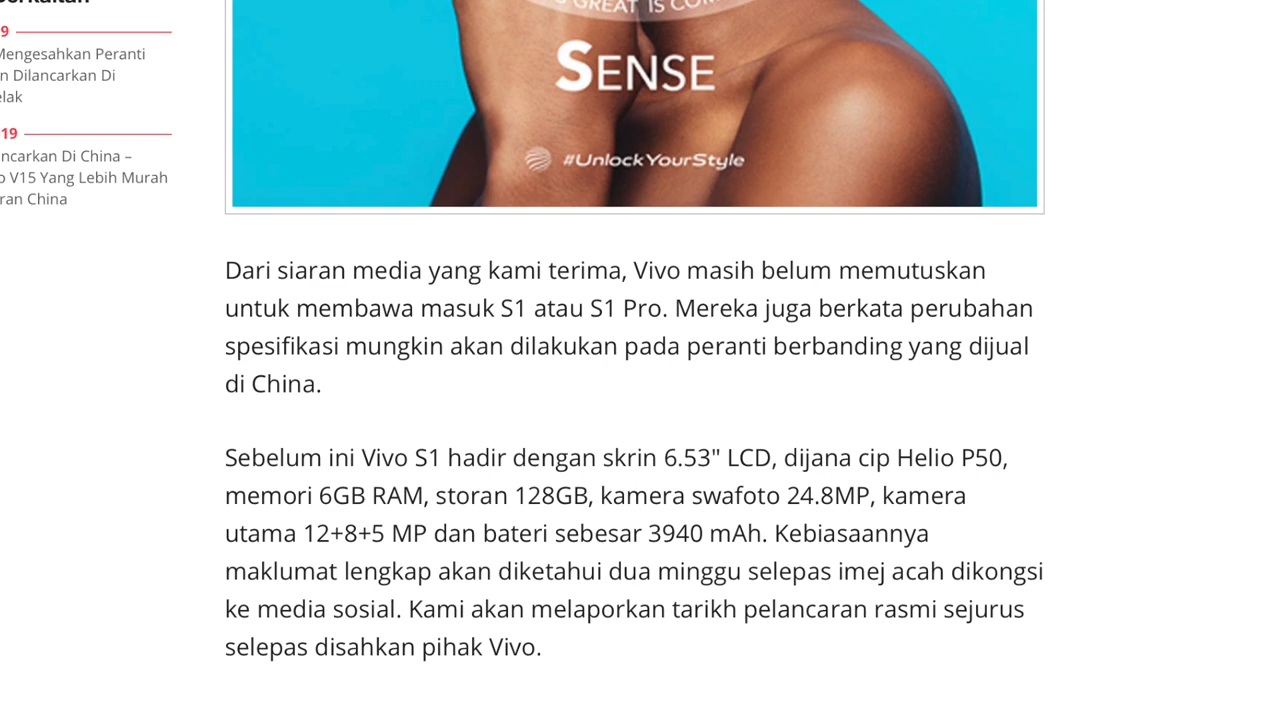 9
Mengesahkan Peranti
Dilancarkan Di
19
Di China –
V15 Yang Lebih Murah
China
GREAT IS
SENSE
#UnlockYourStyle
Dari siaran media yang kami terima, Vivo masih belum memutuskan
untuk membawa masuk S1 atau S1 Pro. Mereka juga berkata perubahan
spesifikasi mungkin akan dilakukan pada peranti berbanding yang dijual
di China.
Sebelum ini Vivo S1 hadir dengan skrin 6.53" LCD, dijana cip Helio P50,
memori 6GB RAM, storan 128GB, kamera swafoto 24.8MP, kamera
utama 12+8+5 MP dan bateri sebesar 3940 mAh. Kebiasaannya
maklumat lengkap akan diketahui dua minggu selepas imej acah dikongsi
ke media sosial. Kami akan melaporkan tarikh pelancaran rasmi sejurus
selepas disahkan pihak Vivo.